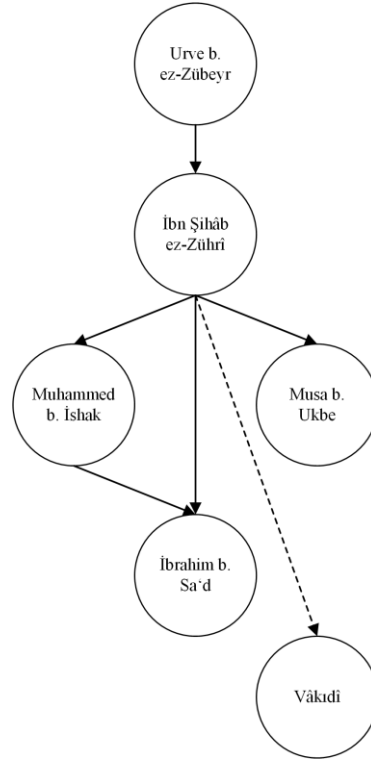 Urve b.
ez-Zübeyr
İbn Şihâb
ez-Zührî
Muhammed
b. İshak
Musa b.
Ukbe
İbrahim b.
Sa‘d
Vâkıdî